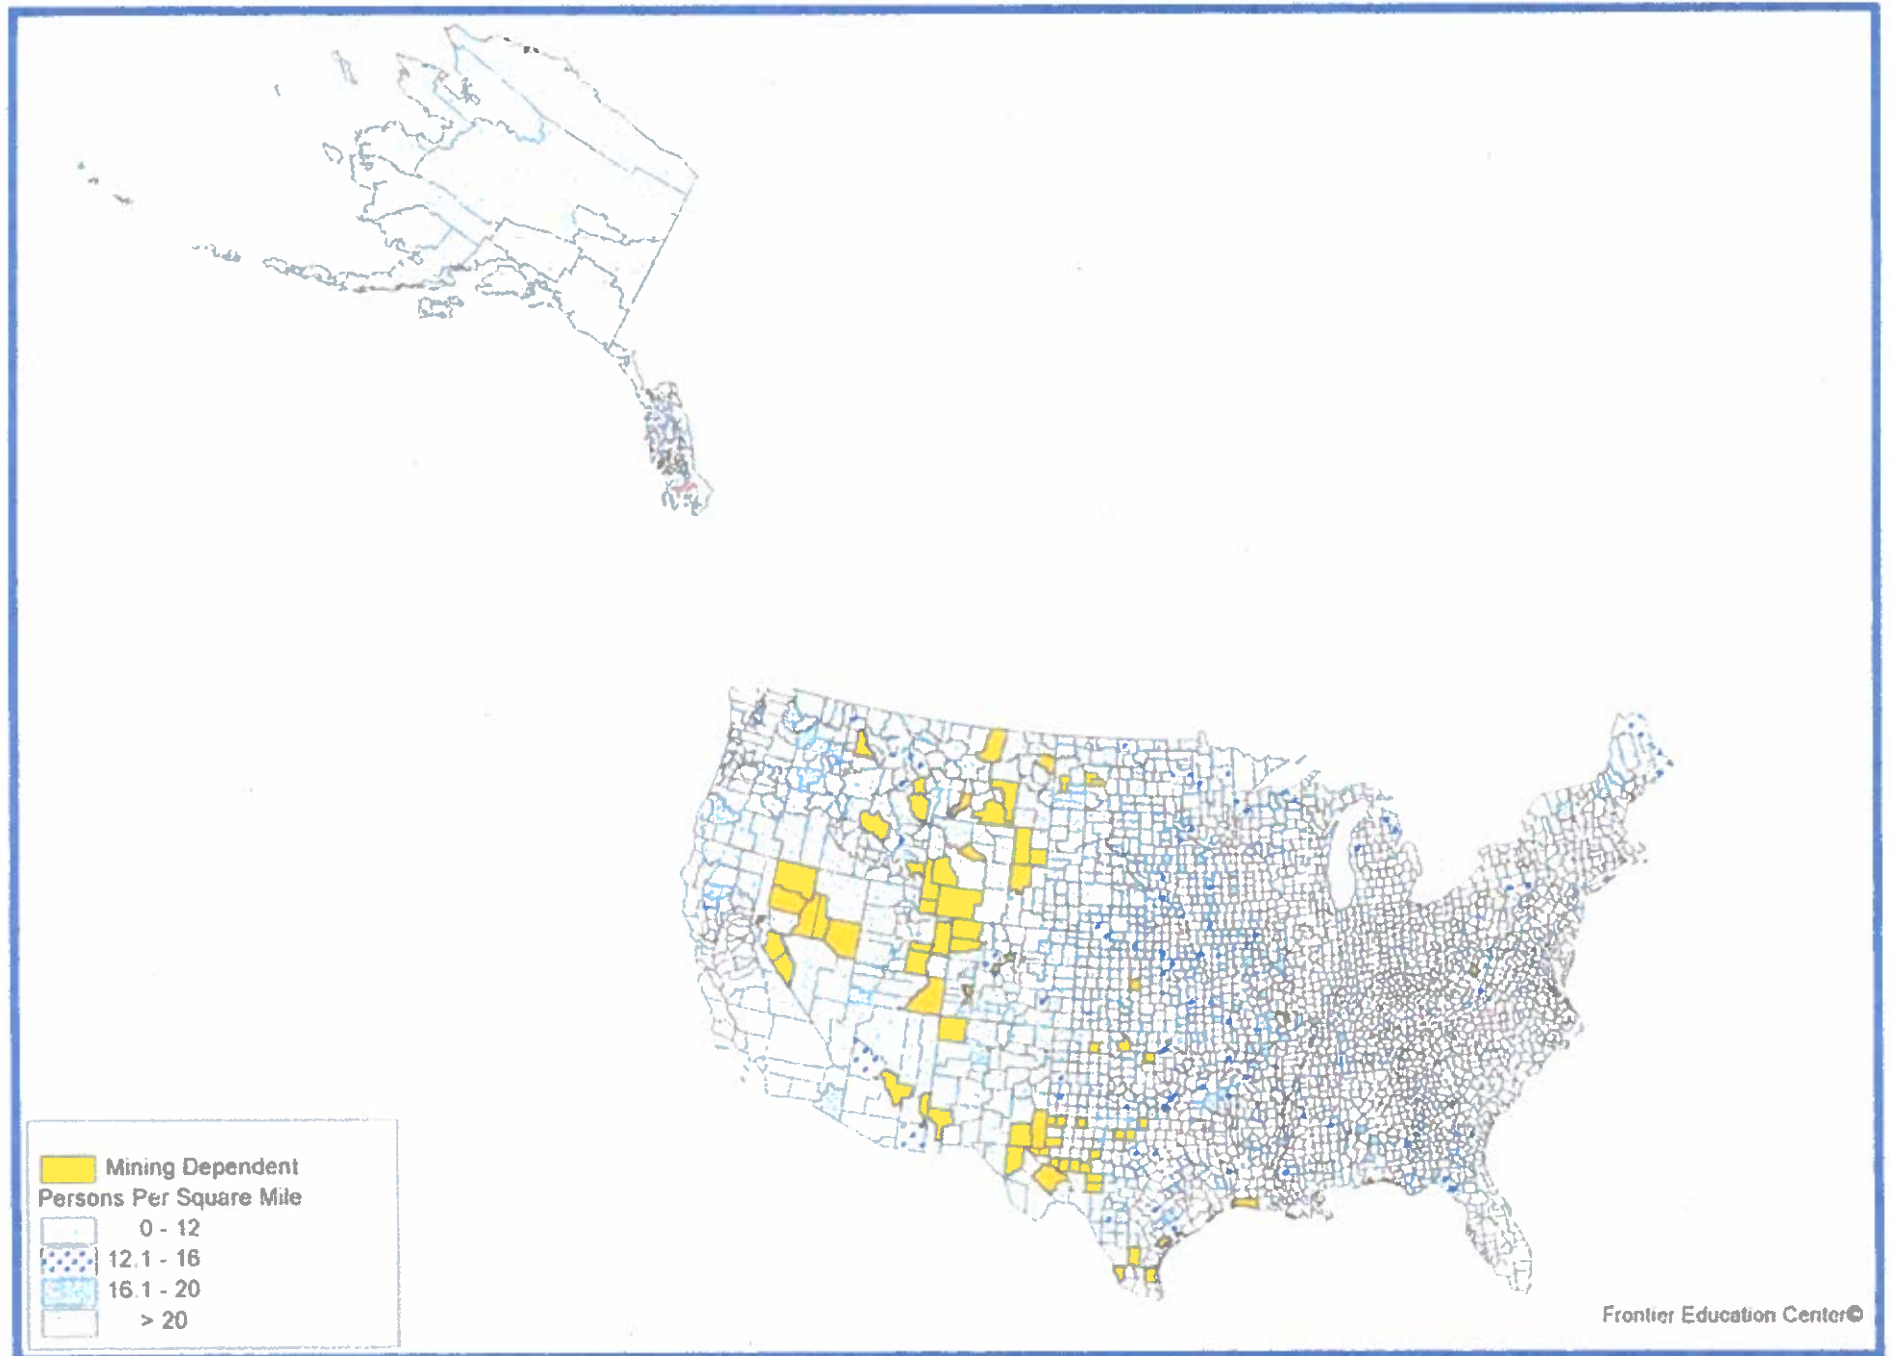 Mining Dependent
Persons Per Square Mile
0 - 12
12.1 - 16
16.1 - 20
> 20
Frontier Education Center©